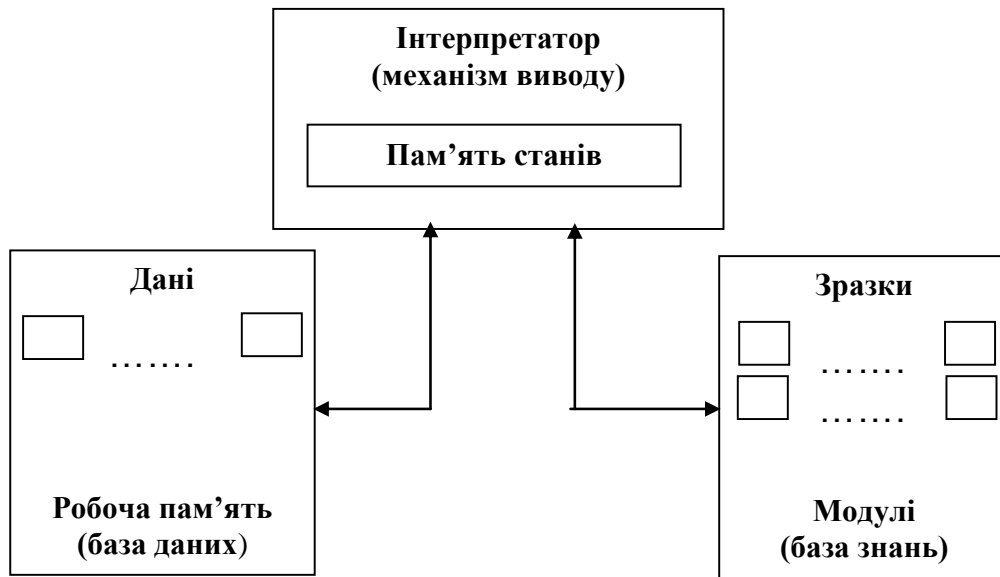 Інтерпретатор
(механізм виводу)
Пам’ять станів
Дані
.......
Робоча пам’ять
(база даних)
Зразки
.......
.......
Модулі
(база знань)